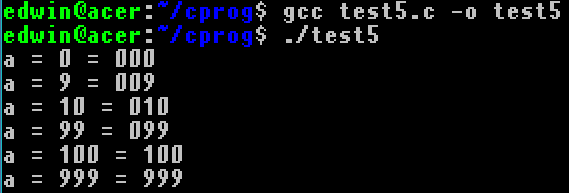 edwin@acer:~/cprog$ gcc test5.c -o test5
edwin@acer:~/cprog$ ./test5
a = 0 = 000
a = 9 = 009
a = 10 = 010
a = 99 = 099
a = 100 = 100
a = 999 = 999